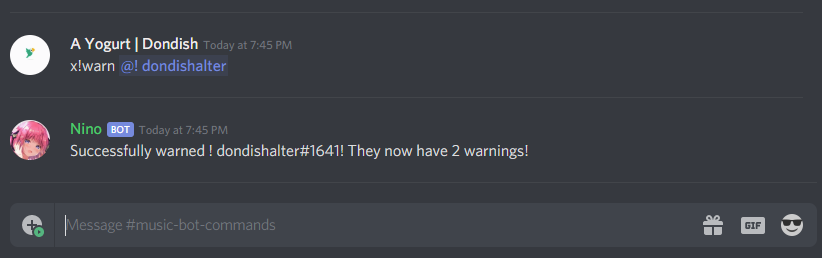 A Yogurt | Dondish Today at 7:45 PM
x!warn @! dondishalter
Nino BOT Today at 7:45 PM
Successfully warned ! dondishalter#1641! They now have 2 warnings!
Message #music-bot-commands GIF